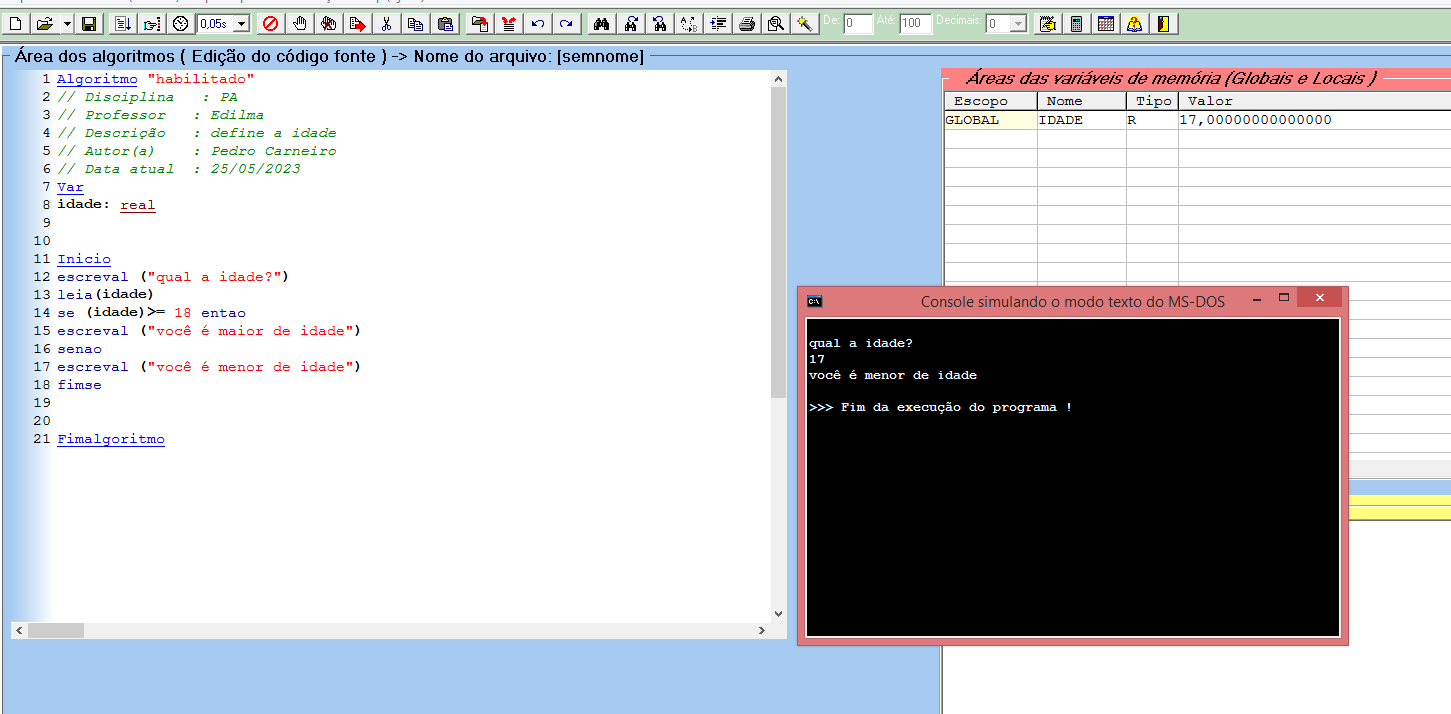 0,05s De: 0 Até: 100 Decimais: 0
Área dos algoritmos ( Edição do código fonte ) -> Nome do arquivo: [semnome]
1 Algoritmo "habilitado"
2 // Disciplina : PA
3 // Professor : Edilma
4 // Descrição : define a idade
5 // Autor(a) : Pedro Carneiro
6 // Data atual : 25/05/2023
7 Var
8 idade: real
9
10
11 Inicio
12 escreval ("qual a idade?")
13 leia(idade)
14 se (idade)>= 18 entao
15 escreval ("você é maior de idade")
16 senao
17 escreval ("você é menor de idade")
18 fimse
19
20
21 Fimalgoritmo
Áreas das variáveis de memória (Globais e Locais )
Escopo Nome Tipo Valor
GLOBAL IDADE R 17,00000000000000
C:\ Console simulando o modo texto do MS-DOS
qual a idade?
17
você é menor de idade
>>> Fim da execução do programa !